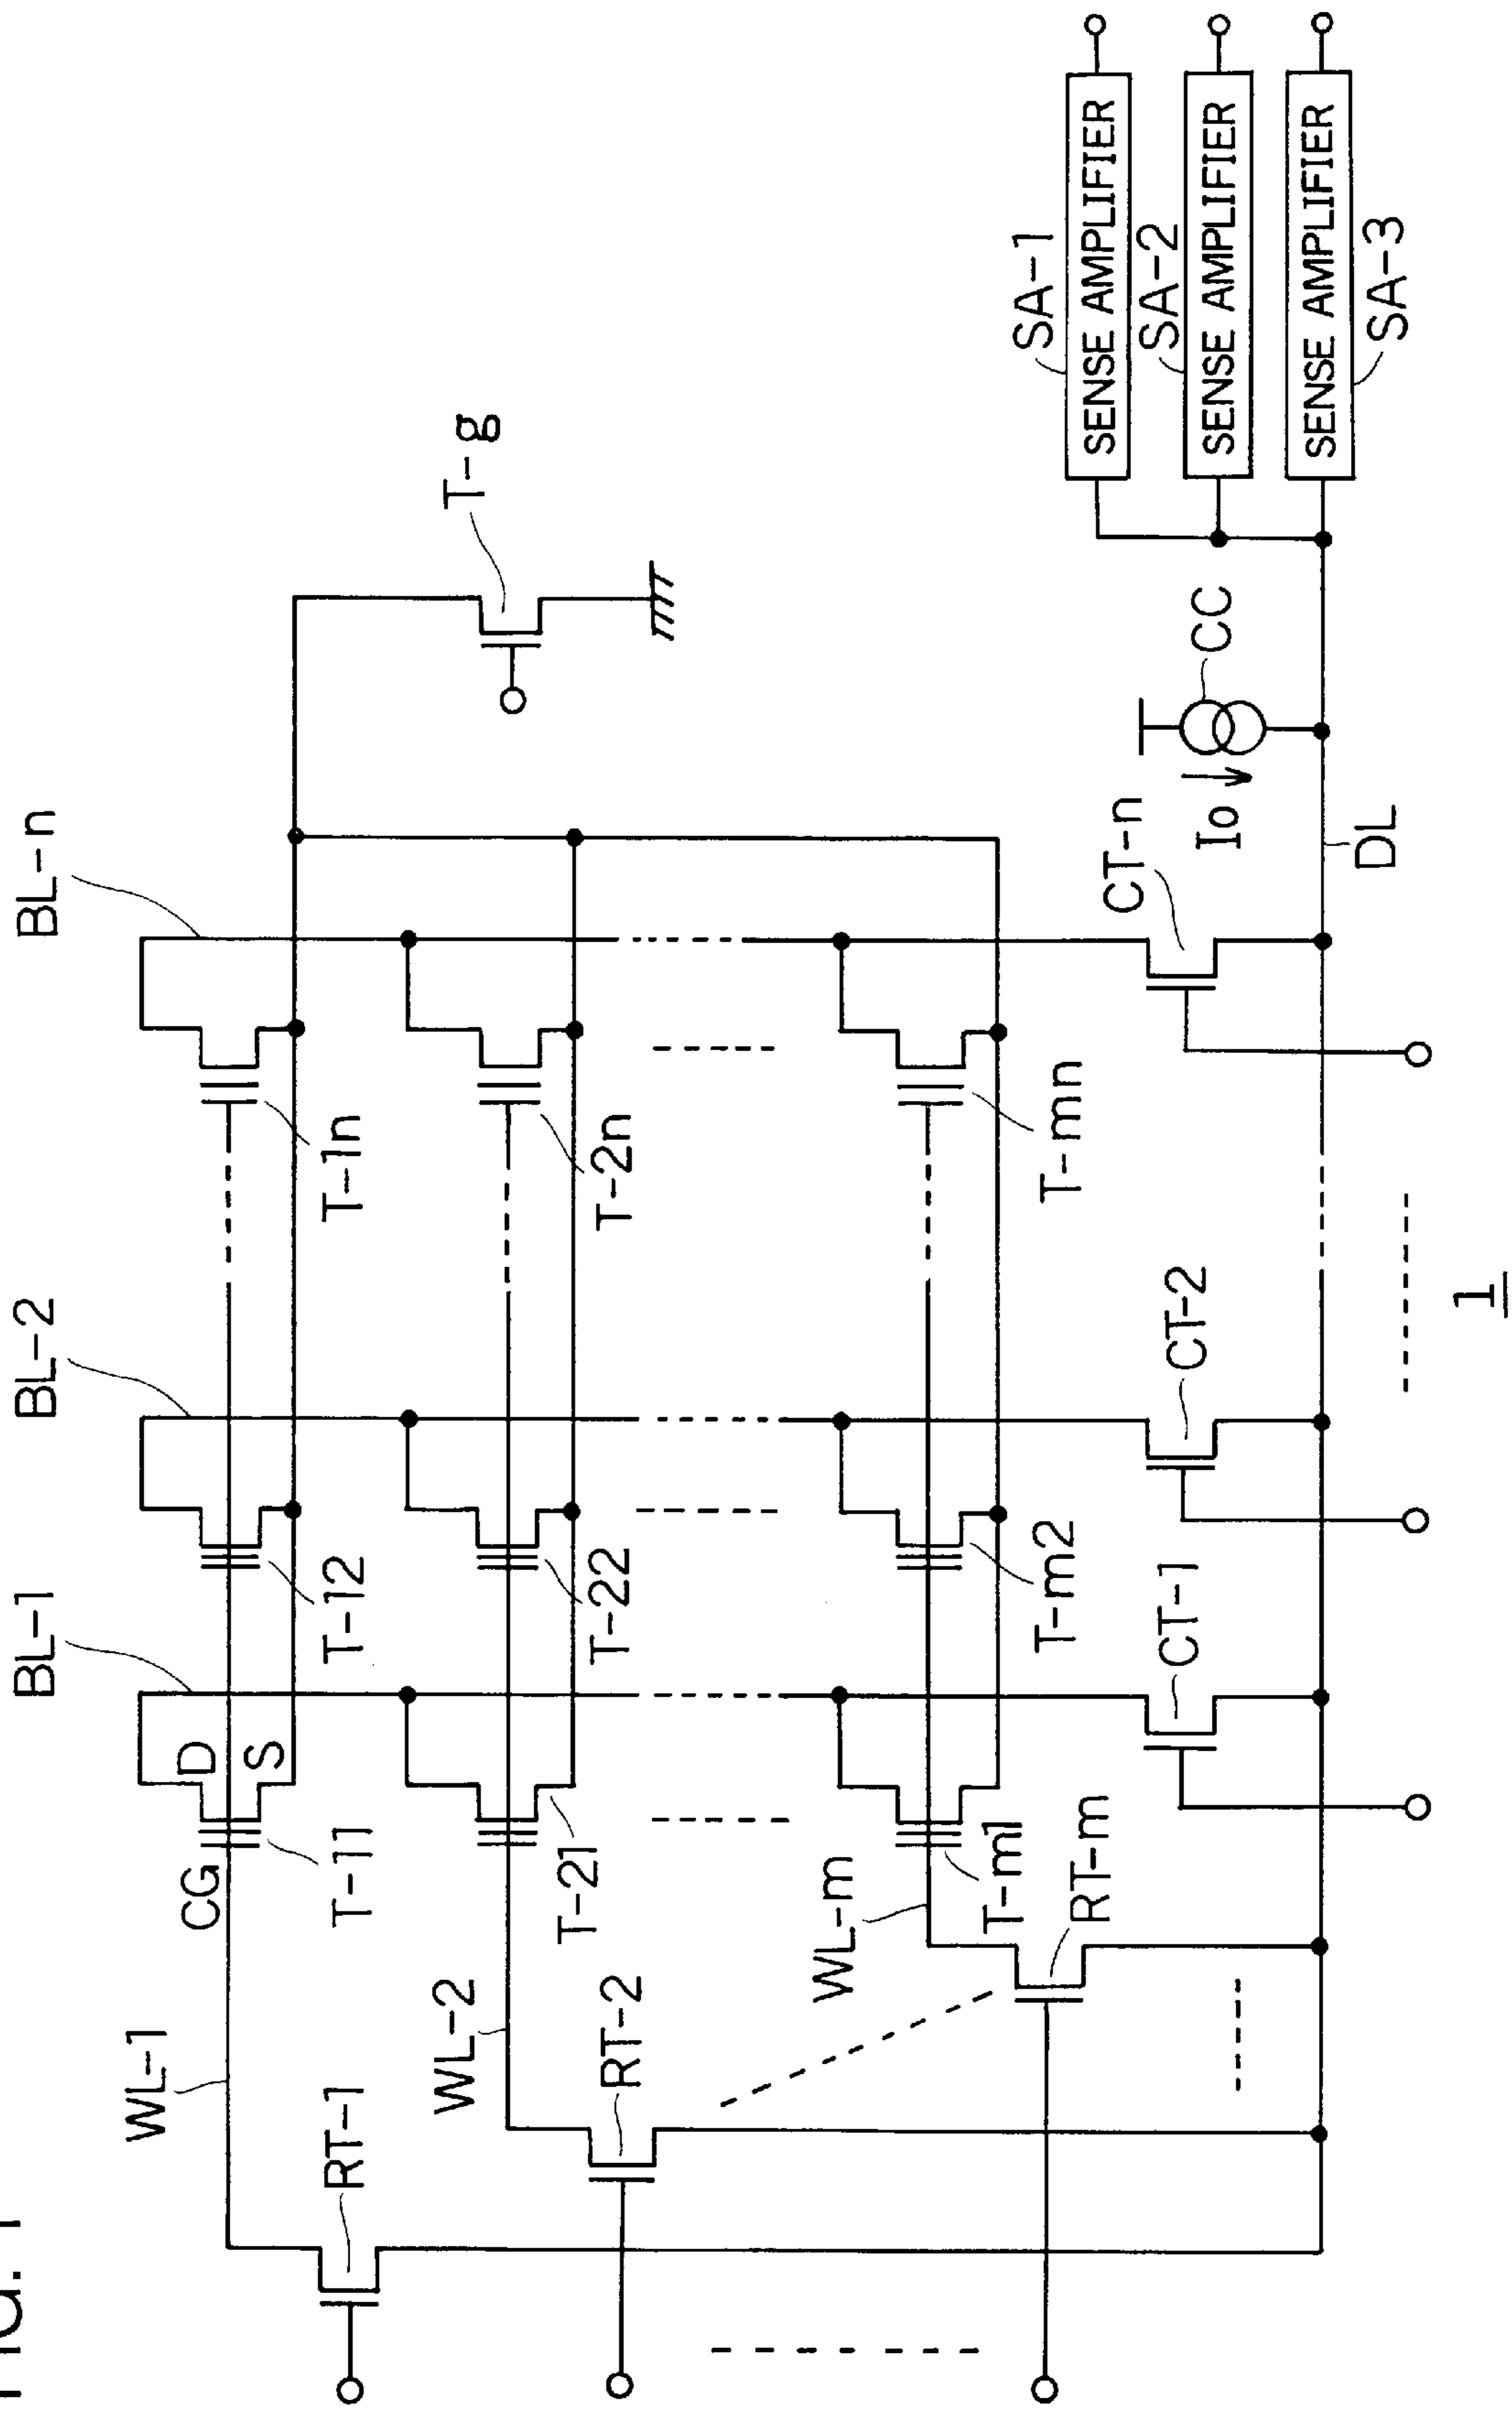 FIG. 1
BL-1
BL-2
BL-n
WL-1
CG
D
S
T-11
T-12
T-1n
T-g
RT-1
WL-2
T-21
T-22
T-2n
RT-2
WL-m
T-m1
T-m2
T-mn
RT-m
CT-1
CT-2
CT-n
Io
CC
DL
SA-1
SENSE AMPLIFIER
SA-2
SENSE AMPLIFIER
SENSE AMPLIFIER
SA-3
1